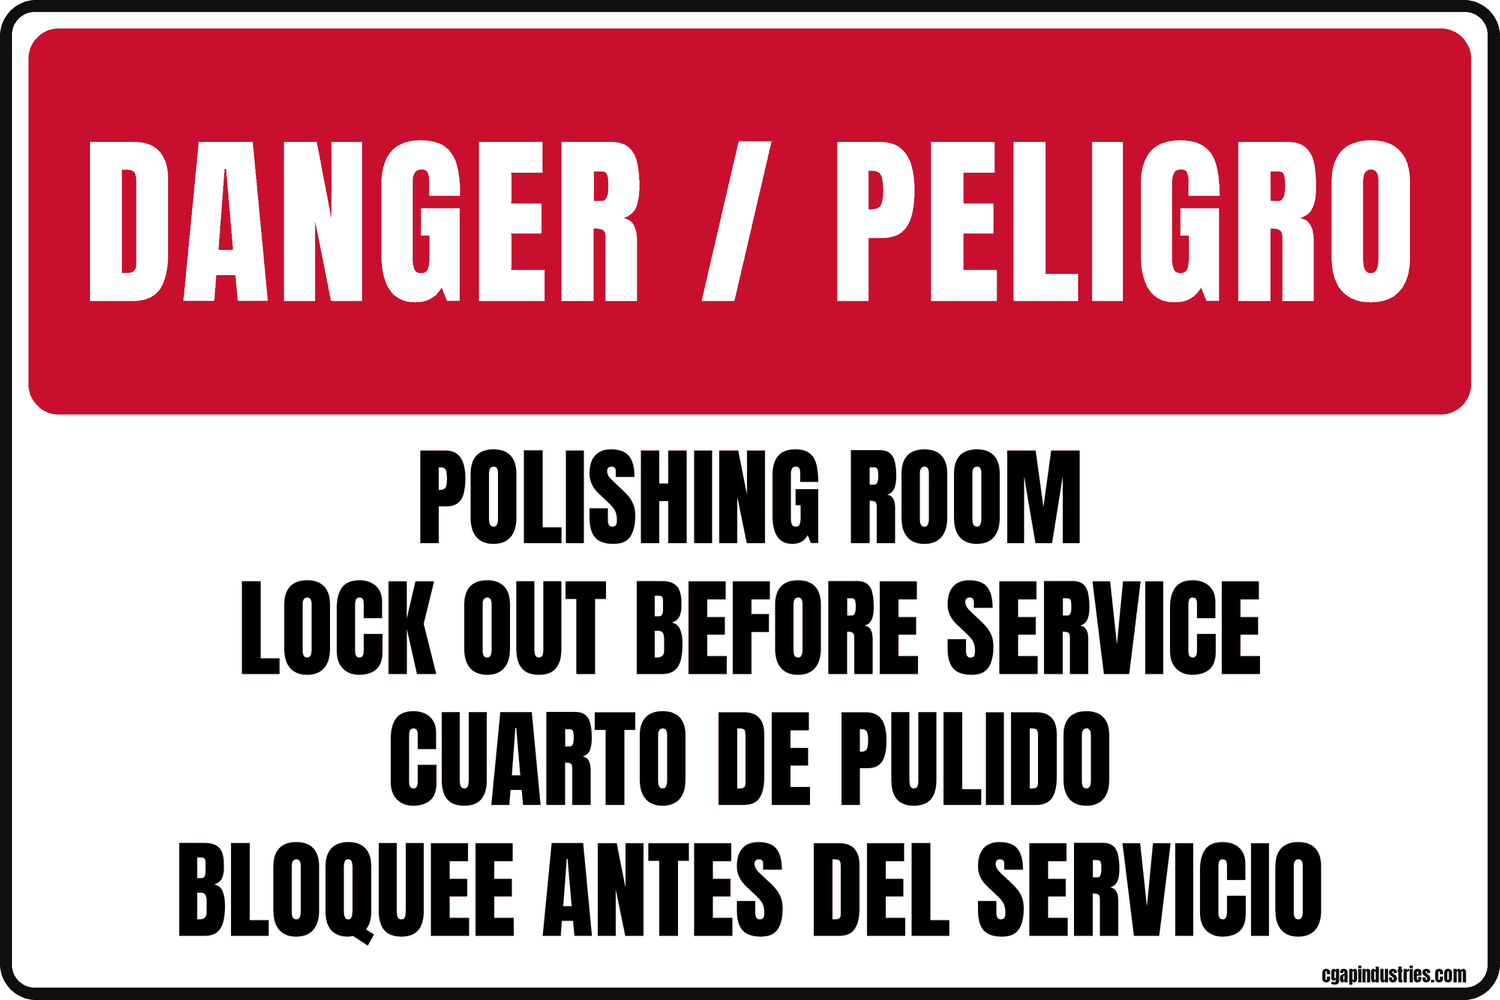 DANGER / PELIGRO
POLISHING ROOM
LOCK OUT BEFORE SERVICE
CUARTO DE PULIDO
BLOQUEE ANTES DEL SERVICIO
cgapindustries.com